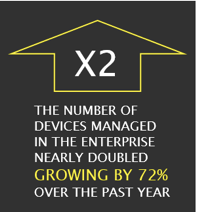 X2
THE NUMBER OF
DEVICES MANAGED
IN THE ENTERPRISE
NEARLY DOUBLED
GROWING BY 72%
OVER THE PAST YEAR